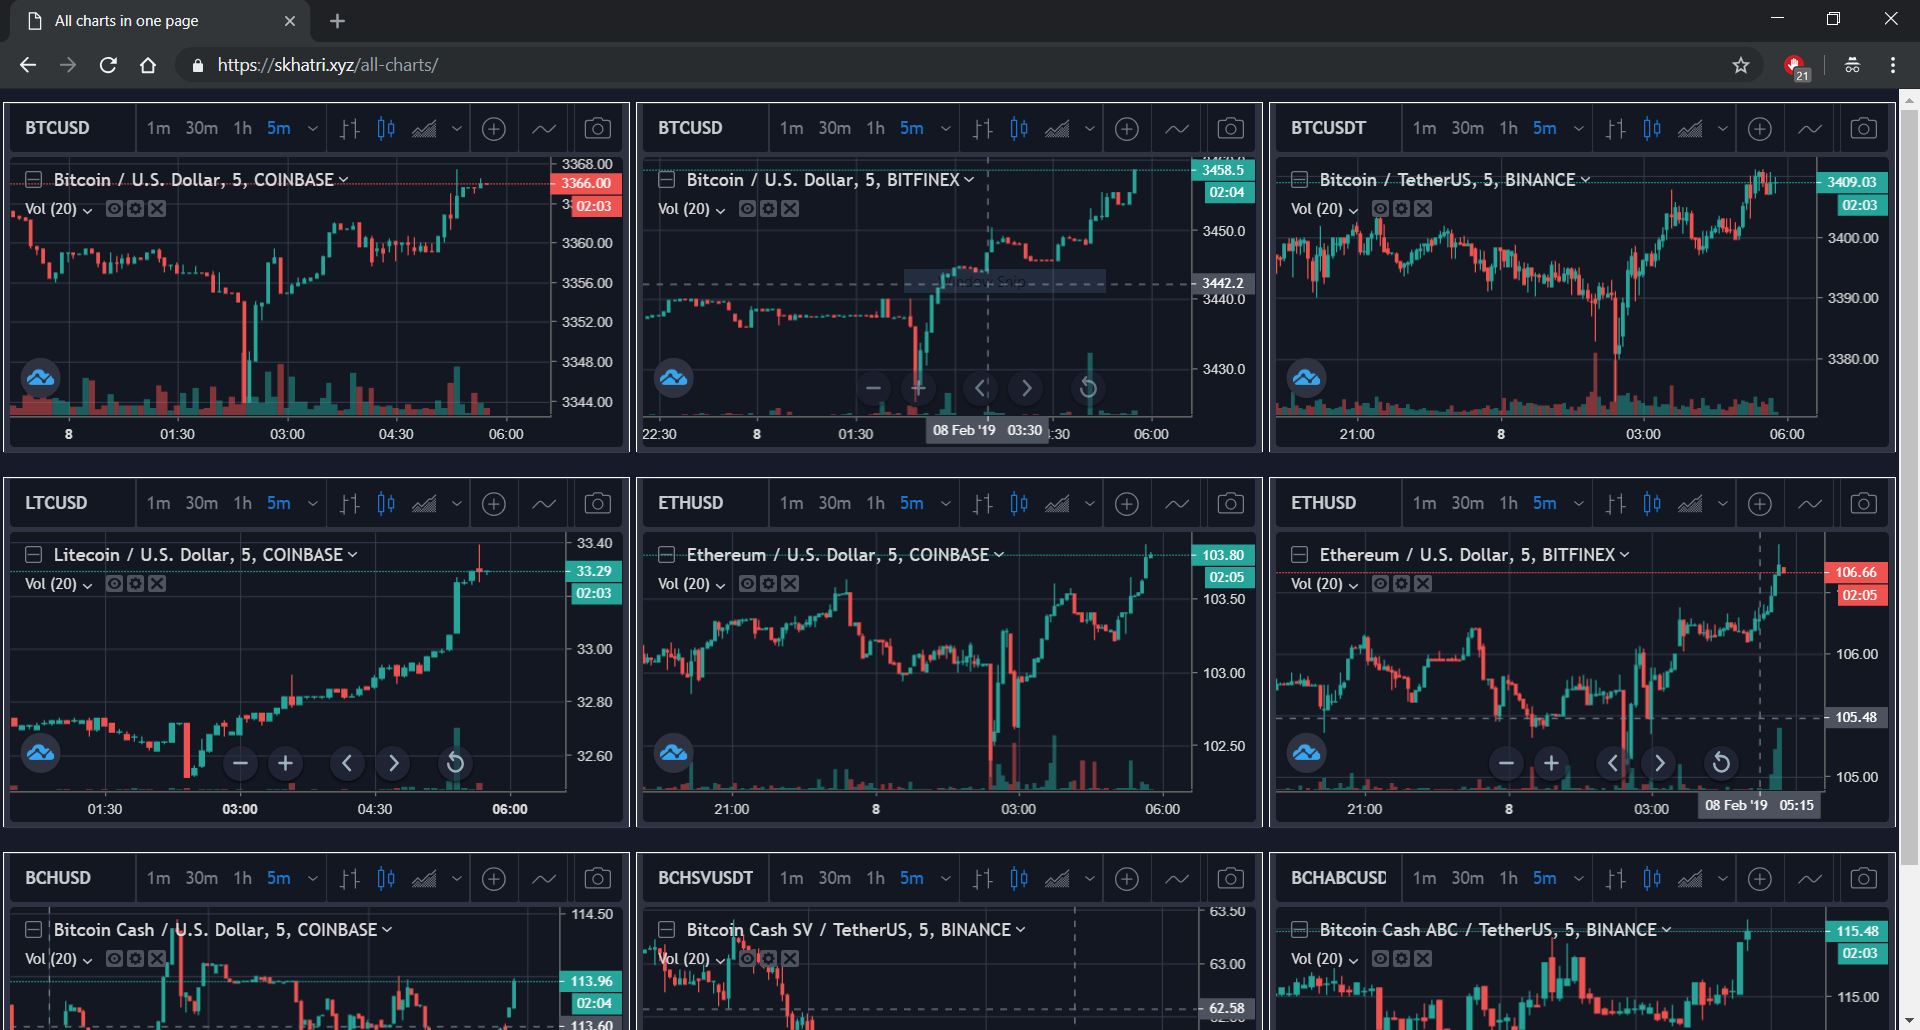 All charts in one page
https://skhatri.xyz/all-charts/
21
BTCUSD 1m 30m 1h 5m
Bitcoin / U.S. Dollar, 5, COINBASE
Vol (20)
3368.00
3366.00
02:03
3360.00
3356.00
3352.00
3348.00
3344.00
8 01:30 03:00 04:30 06:00
BTCUSD 1m 30m 1h 5m
Bitcoin / U.S. Dollar, 5, BITFINEX
Vol (20)
3458.5
02:04
3450.0
3442.2
3440.0
3430.0
22:30 8 01:30 08 Feb '19 03:30 :30 06:00
BTCUSDT 1m 30m 1h 5m
Bitcoin / TetherUS, 5, BINANCE
Vol (20)
3409.03
02:03
3400.00
3390.00
3380.00
21:00 8 03:00 06:00
LTCUSD 1m 30m 1h 5m
Litecoin / U.S. Dollar, 5, COINBASE
Vol (20)
33.40
33.29
02:03
33.00
32.80
32.60
01:30 03:00 04:30 06:00
ETHUSD 1m 30m 1h 5m
Ethereum / U.S. Dollar, 5, COINBASE
Vol (20)
103.80
02:05
103.50
103.00
102.50
21:00 8 03:00 06:00
ETHUSD 1m 30m 1h 5m
Ethereum / U.S. Dollar, 5, BITFINEX
Vol (20)
106.66
02:05
106.00
105.48
105.00
21:00 8 03:00 08 Feb '19 05:15
BCHUSD 1m 30m 1h 5m
Bitcoin Cash / U.S. Dollar, 5, COINBASE
Vol (20)
114.50
113.96
02:04
113.60
BCHSVUSDT 1m 30m 1h 5m
Bitcoin Cash SV / TetherUS, 5, BINANCE
Vol (20)
63.50
63.00
62.58
BCHABCUSD 1m 30m 1h 5m
Bitcoin Cash ABC / TetherUS, 5, BINANCE
Vol (20)
115.48
02:03
115.00